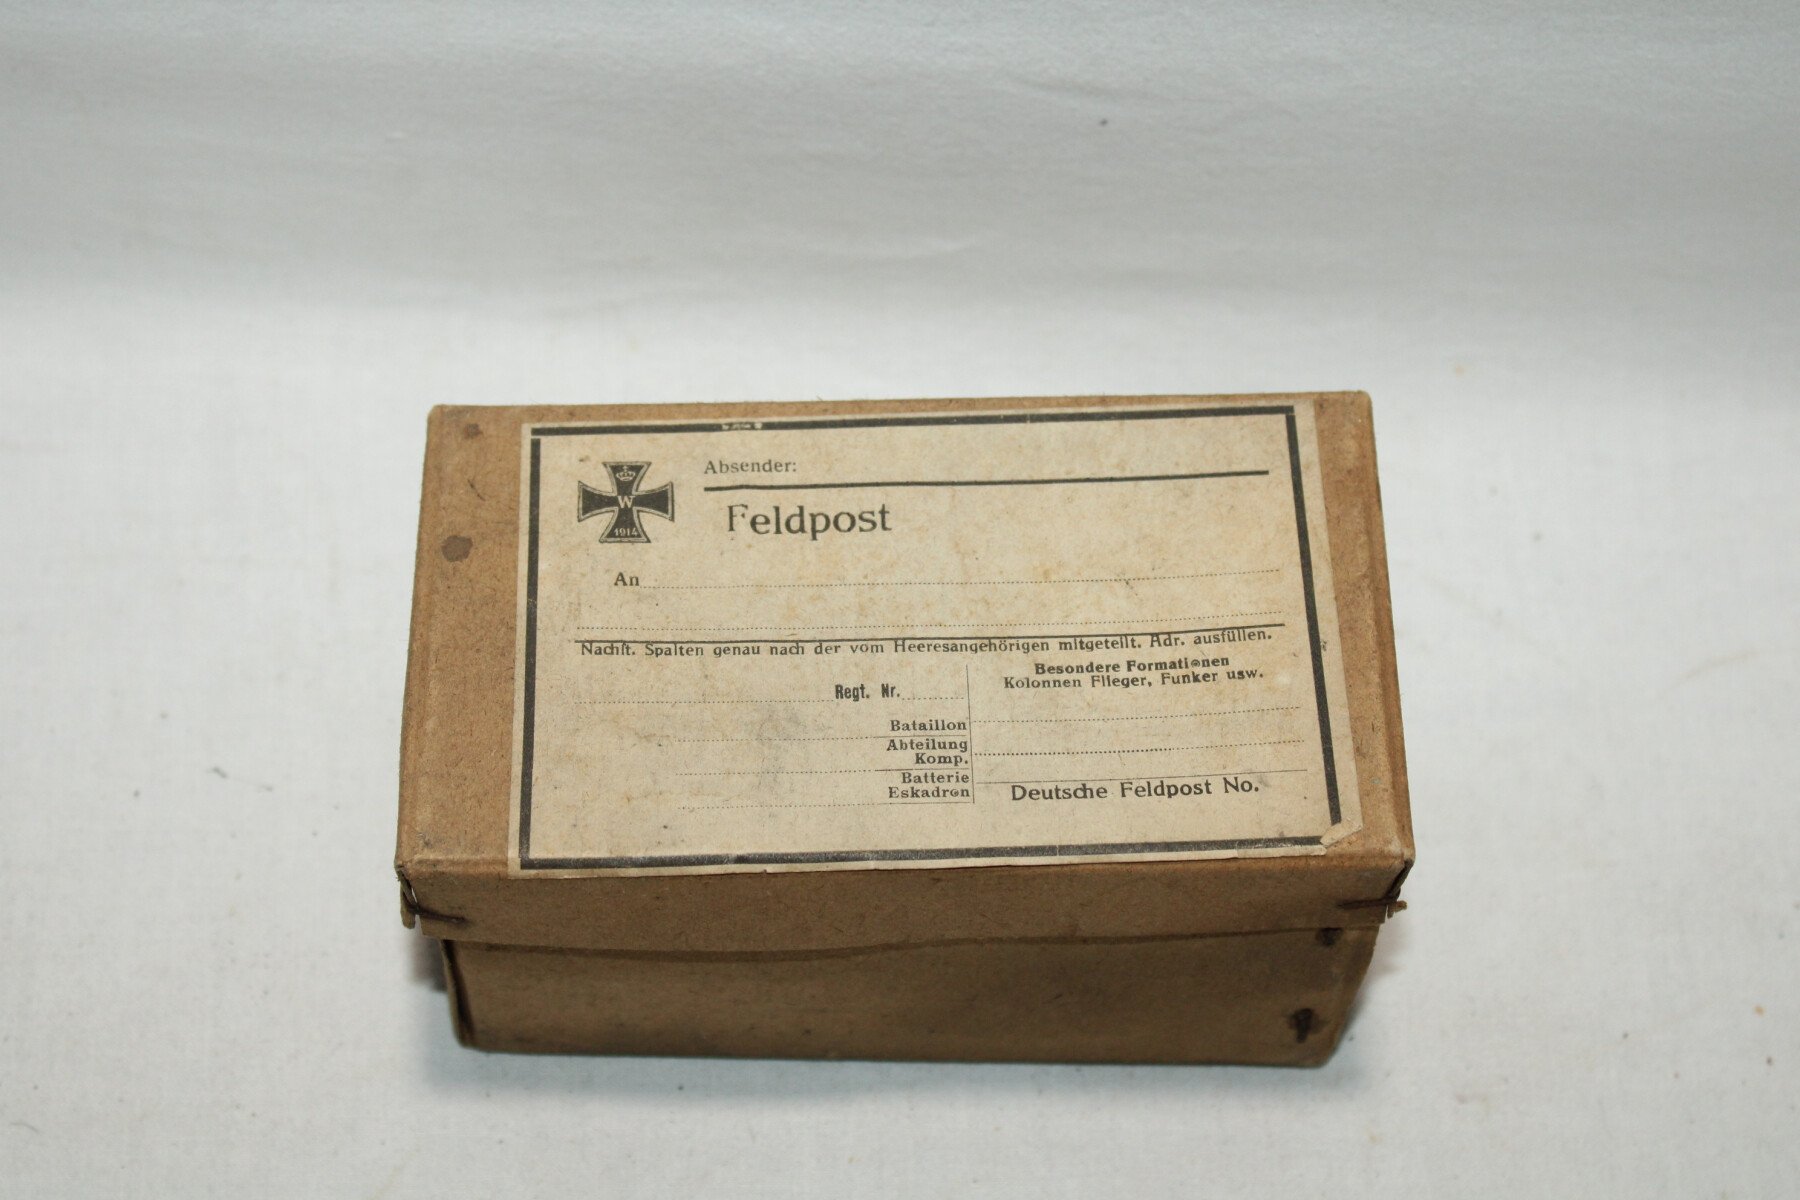 W
1914
Absender:
Feldpost
An
Nachst. Spalten genau nach der vom Heeresangehörigen mitgeteilt. Adr. ausfüllen.
Regt. Nr.
Bataillon
Abteilung
Komp.
Batterie
Eskadron
Besondere Formationen
Kolonnen Flieger, Funker usw.
Deutsche Feldpost No.